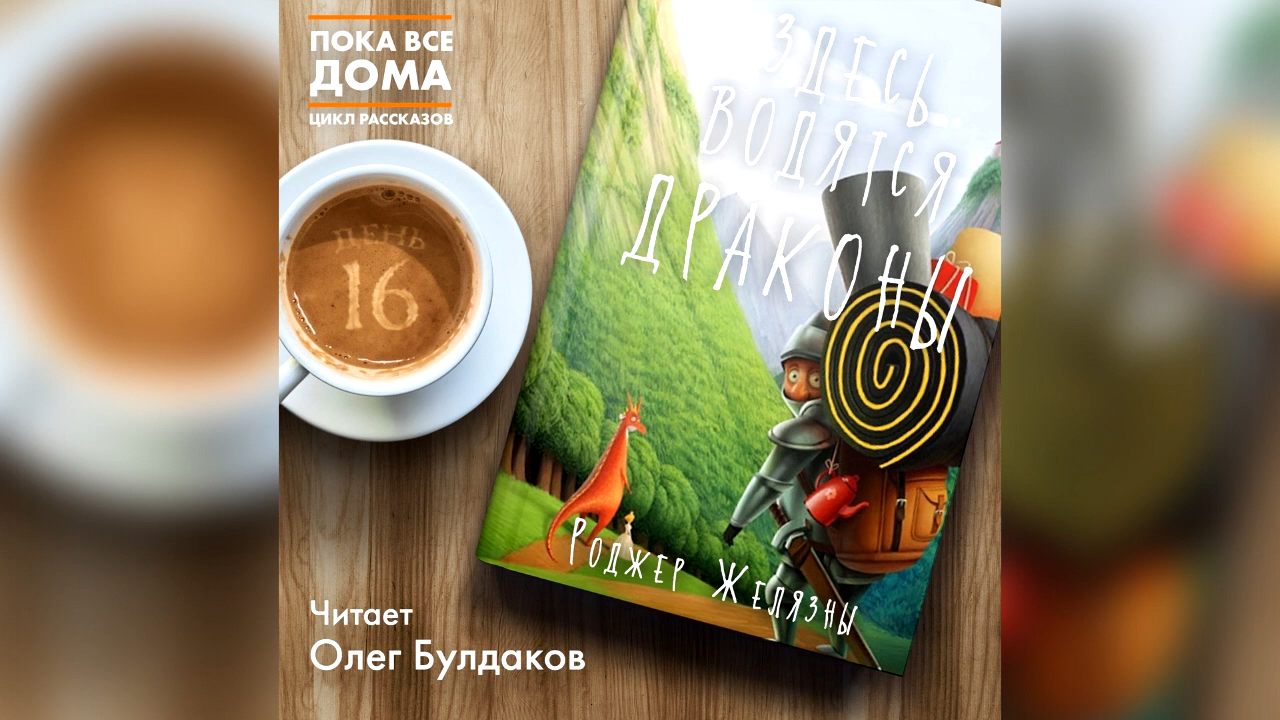 ПОКА ВСЕ
ДОМА
ЦИКЛ РАССКАЗОВ
ДЕНЬ
16
ЗДЕСЬ..
ВОДЯТСЯ
ДРАКОНЫ
РОДЖЕР ЖЕЛЯЗНЫ
Читает
Олег Булдаков